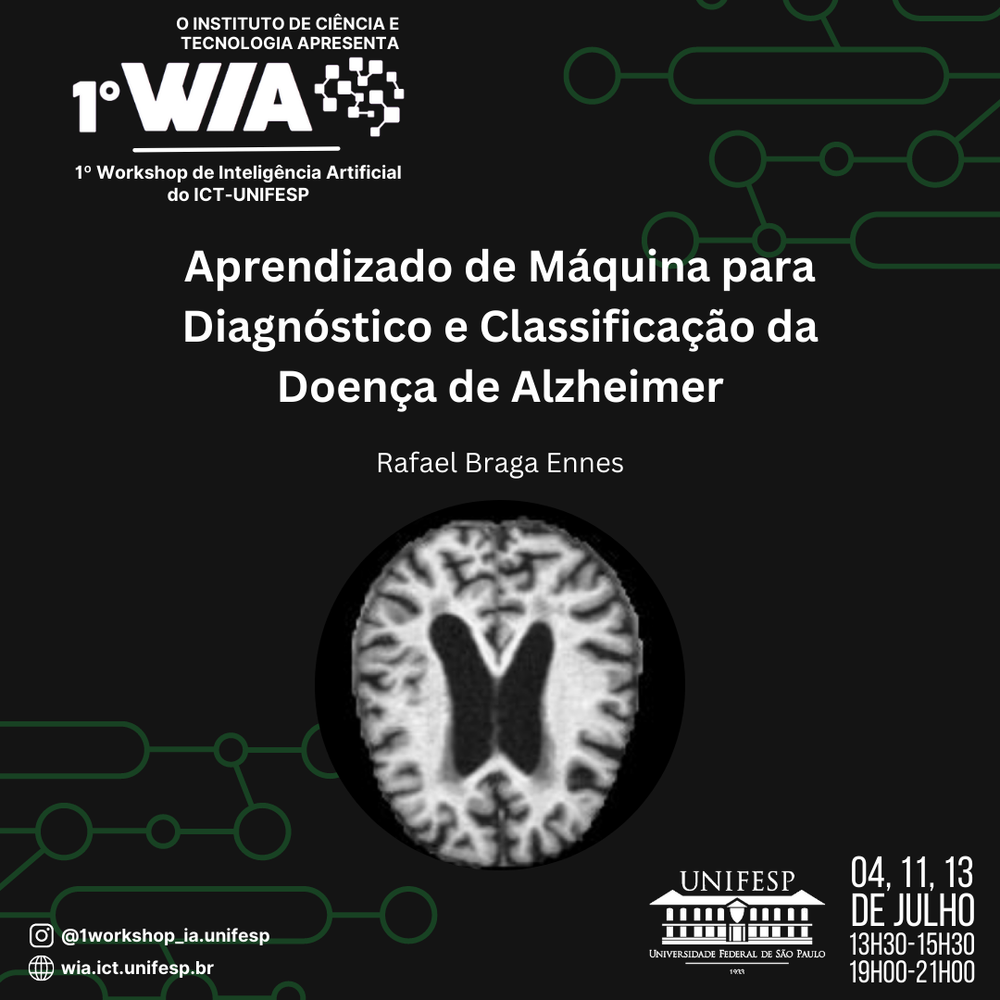 O INSTITUTO DE CIÊNCIA E
TECNOLOGIA APRESENTA
1º WIA
1º Workshop de Inteligência Artificial
do ICT-UNIFESP
Aprendizado de Máquina para
Diagnóstico e Classificação da
Doença de Alzheimer
Rafael Braga Ennes
@1workshop_ia.unifesp
wia.ict.unifesp.br
UNIFESP
UNIVERSIDADE FEDERAL DE SÃO PAULO
1933
04, 11, 13
DE JULHO
13H30-15H30
19H00-21H00